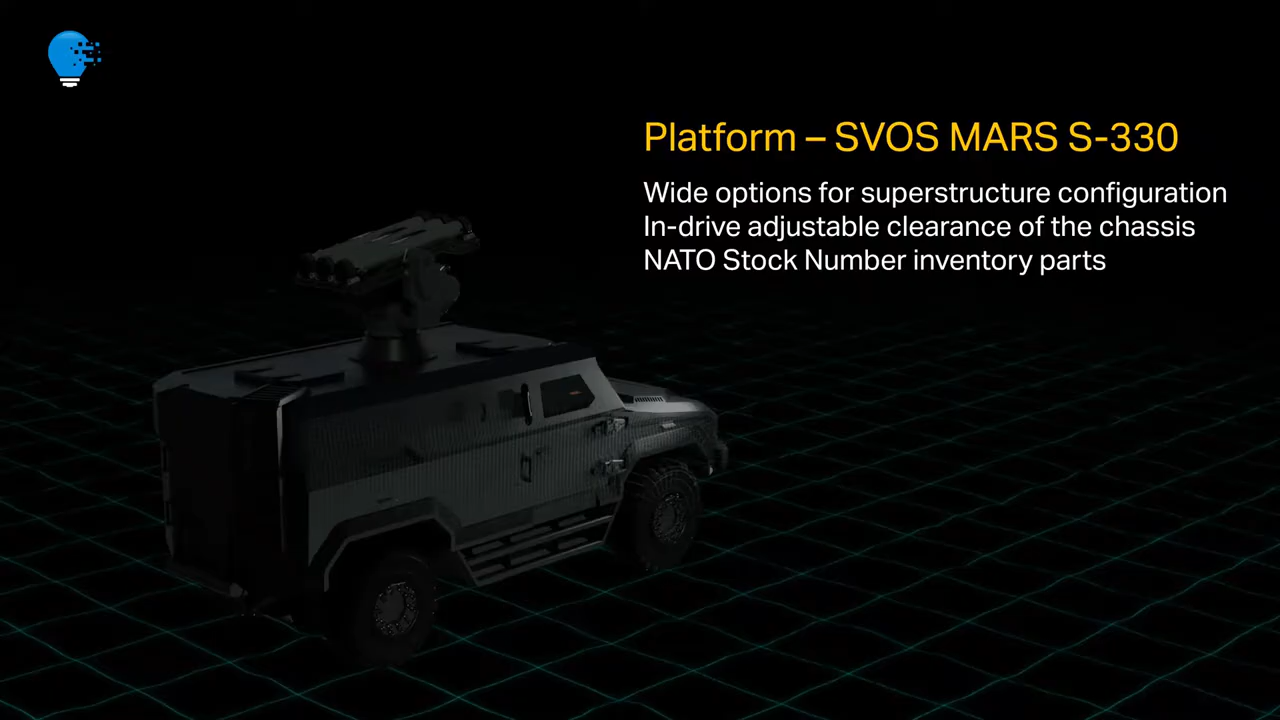 Platform – SVOS MARS S-330
Wide options for superstructure configuration
In-drive adjustable clearance of the chassis
NATO Stock Number inventory parts